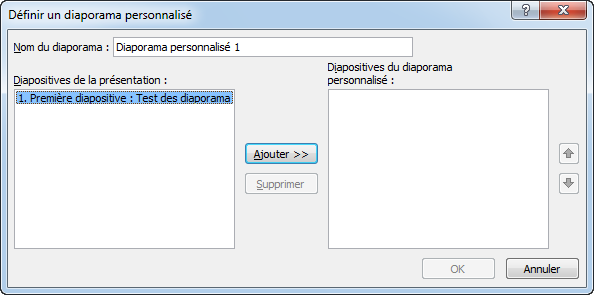 Définir un diaporama personnalisé
Nom du diaporama : Diaporama personnalisé 1
Diapositives de la présentation :
Diapositives du diaporama
personnalisé :
1. Première diapositive : Test des diaporama
Ajouter >>
Supprimer
OK
Annuler